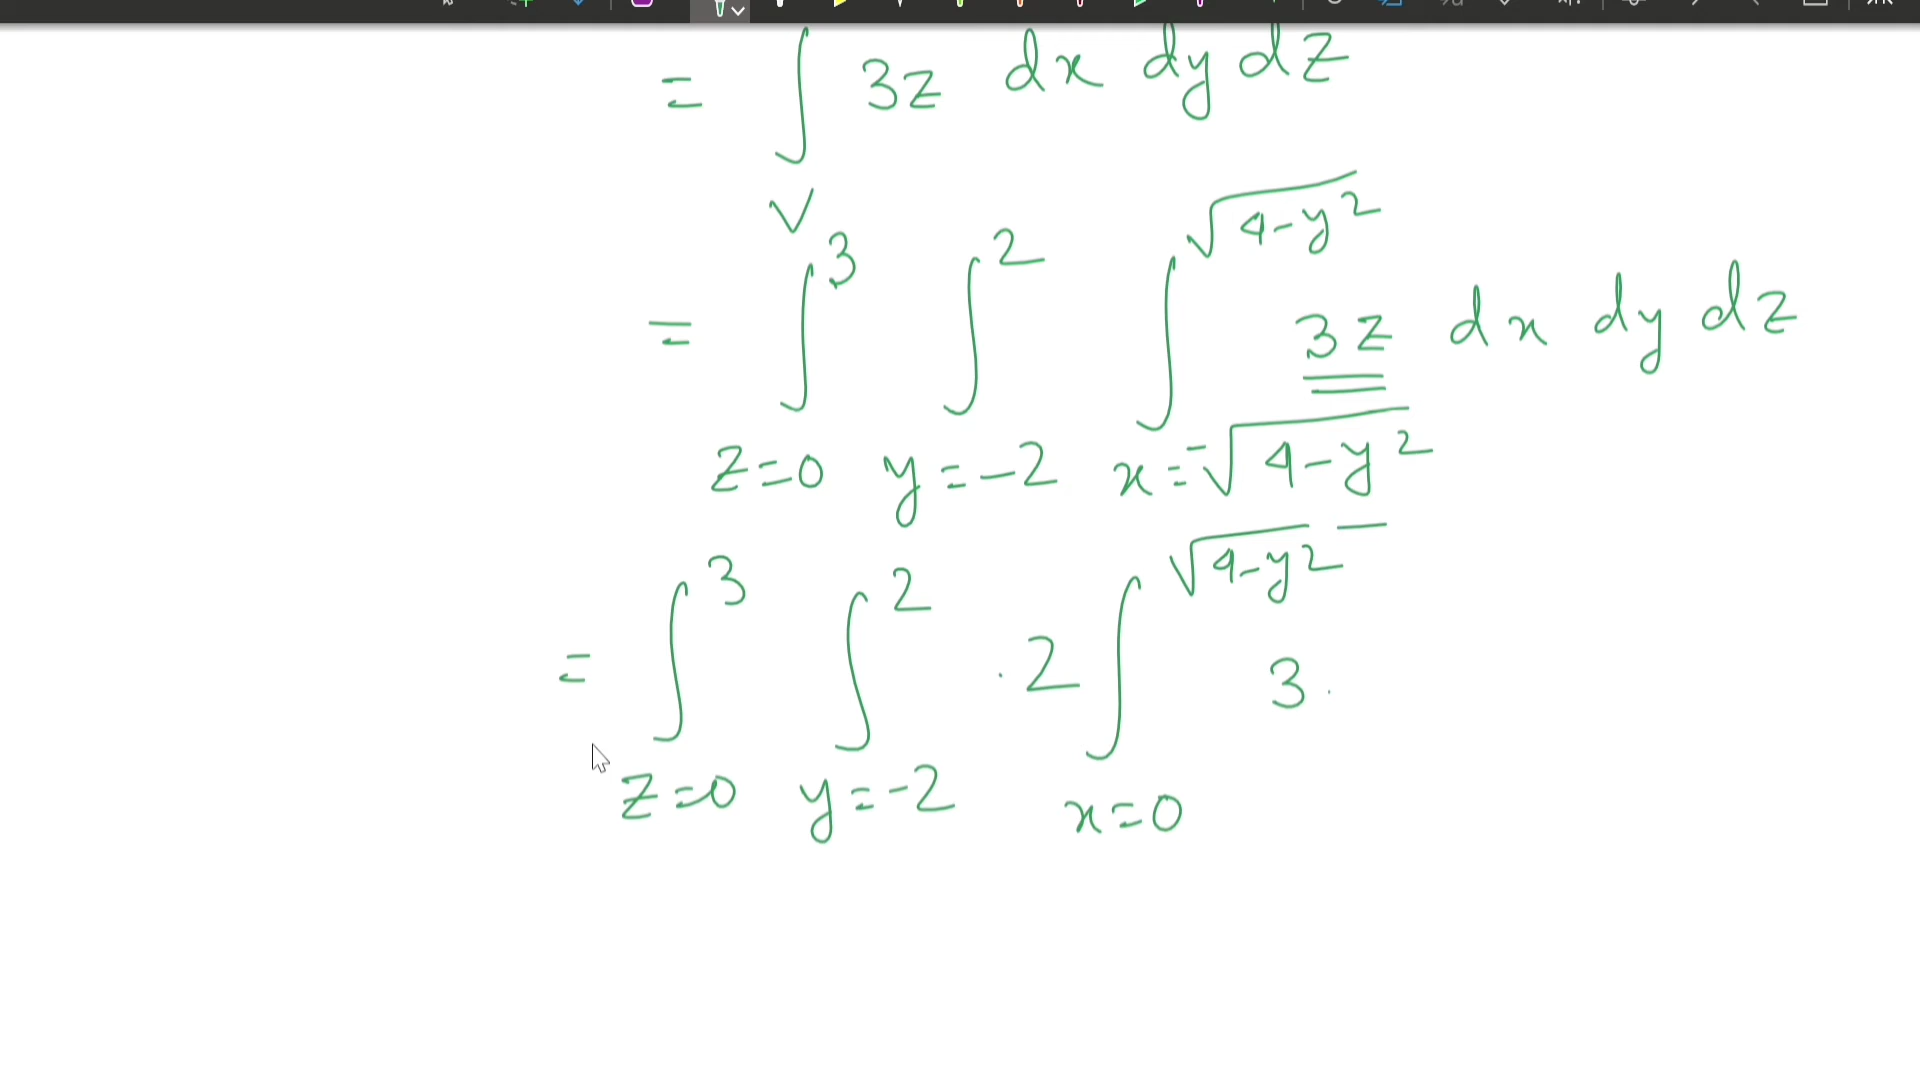 = ∫ 3z dx dy dz
V
= ∫ 3 ∫ 2 ∫ √4-y² 3z dx dy dz
z=0 y=-2 x=-√4-y²
= ∫ 3 ∫ 2 . 2 ∫ √4-y² 3 .
z=0 y=-2 x=0